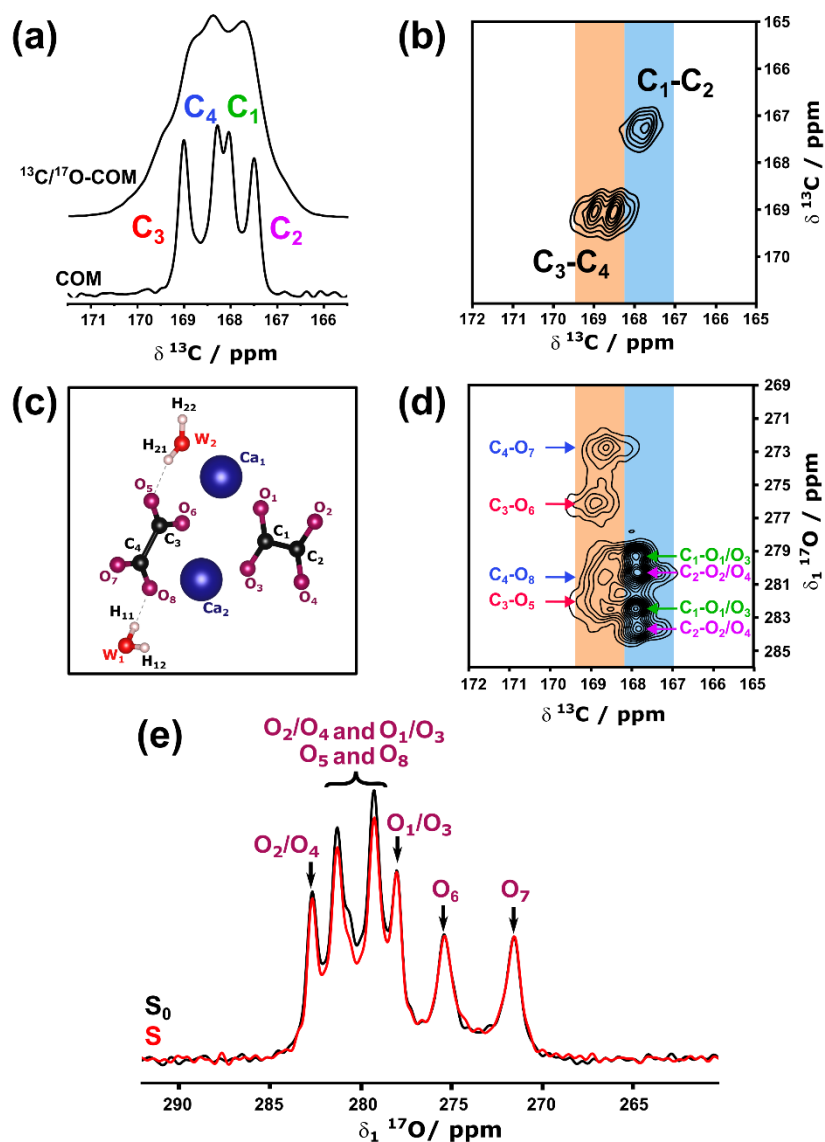 (a)
C₄ C₁
¹³C/¹⁷O-COM
C₃ C₂
COM
171 170 169 168 167 166
δ ¹³C / ppm
(b)
C₁-C₂
C₃-C₄
165
166
167
168
169
170
δ ¹³C / ppm
172 171 170 169 168 167 166 165
δ ¹³C / ppm
(c)
H₂₂
H₂₁ W₂
Ca₁
O₅ O₆ O₁ O₂
C₄ C₃ C₁ C₂
O₇ O₈ O₃ O₄
Ca₂
H₁₁
W₁ H₁₂
(d)
C₄-O₇
C₃-O₆
C₄-O₈
C₃-O₅
C₁-O₁/O₃
C₂-O₂/O₄
C₁-O₁/O₃
C₂-O₂/O₄
269
271
273
275
277
279
281
283
285
δ₁ ¹⁷O / ppm
172 171 170 169 168 167 166 165
δ ¹³C / ppm
(e)
O₂/O₄ and O₁/O₃
O₅ and O₈
O₂/O₄
O₁/O₃
O₆
O₇
S₀
S
290 285 280 275 270 265
δ₁ ¹⁷O/ ppm